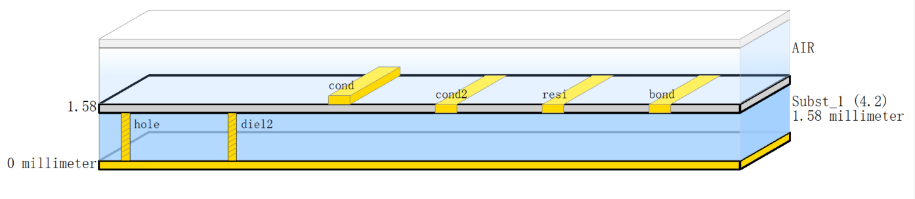 AIR
cond
cond2
resi
bond
1.58
Subst_1 (4.2)
1.58 millimeter
hole
diel2
0 millimeter